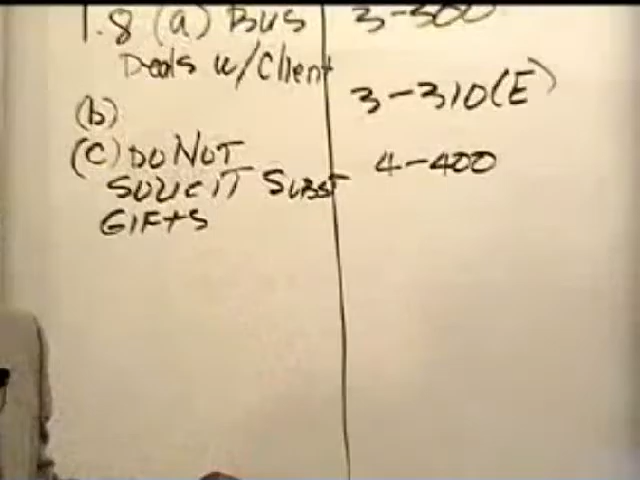 1.8 (a) Bus
3-300
Deals w/Client
3-310(E)
(b)
(c) DO NOT
4-400
SOLICIT SUBST
GIFTS